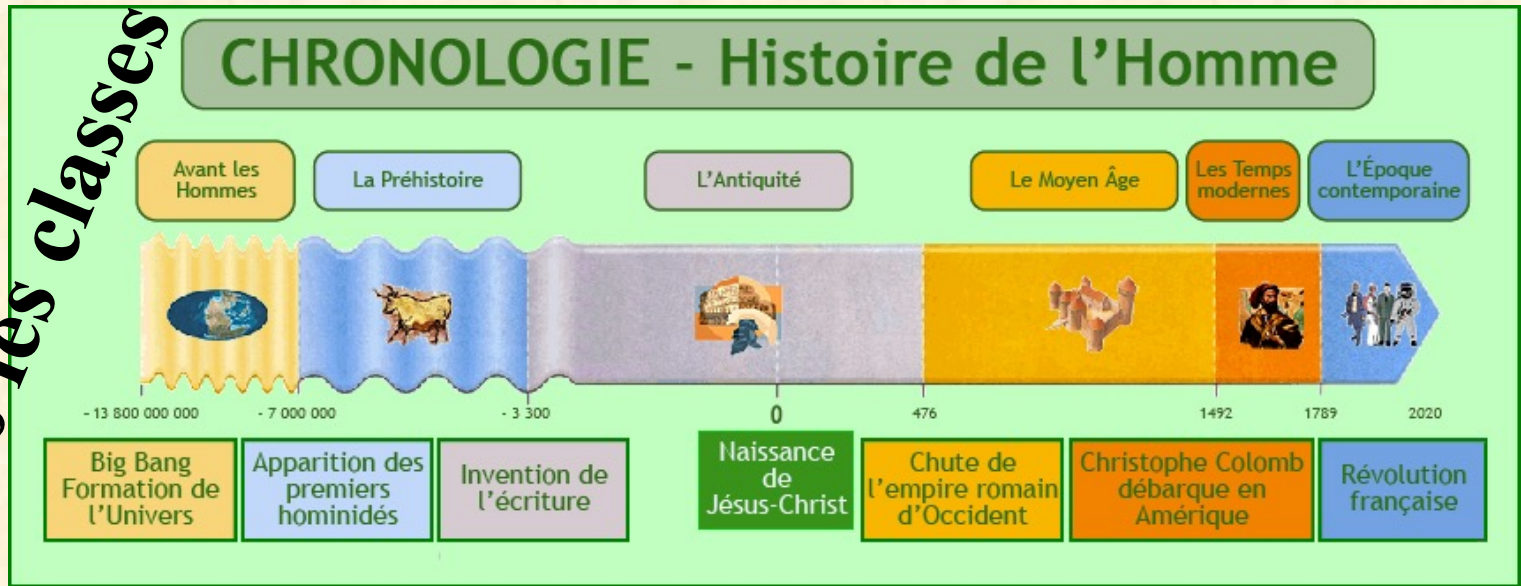 les classes
CHRONOLOGIE - Histoire de l'Homme
Avant les
Hommes
La Préhistoire
L'Antiquité
Le Moyen Âge
Les Temps
modernes
L'Époque
contemporaine
- 13 800 000 000
- 7 000 000
- 3 300
0
476
1492
1789
2020
Big Bang
Formation de
l'Univers
Apparition des
premiers
hominidés
Invention de
l'écriture
Naissance
de
Jésus-Christ
Chute de
l'empire romain
d'Occident
Christophe Colomb
débarque en
Amérique
Révolution
française